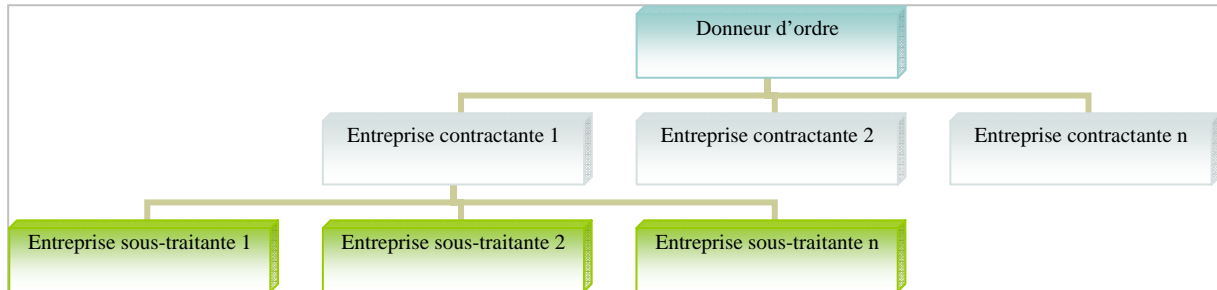 Donneur d’ordre
Entreprise contractante 1
Entreprise contractante 2
Entreprise contractante n
Entreprise sous-traitante 1
Entreprise sous-traitante 2
Entreprise sous-traitante n